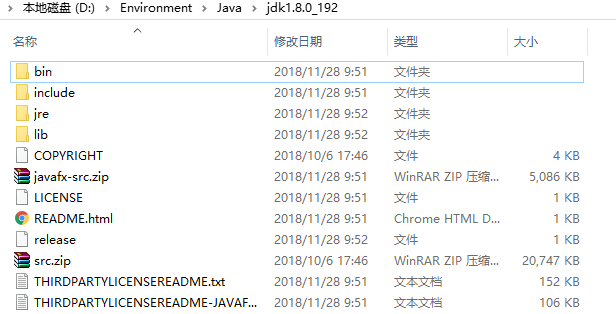 本地磁盘 (D:) > Environment > Java > jdk1.8.0_192
名称 修改日期 类型 大小
bin 2018/11/28 9:51 文件夹
include 2018/11/28 9:51 文件夹
jre 2018/11/28 9:52 文件夹
lib 2018/11/28 9:52 文件夹
COPYRIGHT 2018/10/6 17:46 文件 4 KB
javafx-src.zip 2018/11/28 9:51 WinRAR ZIP 压缩... 5,086 KB
LICENSE 2018/11/28 9:51 文件 1 KB
README.html 2018/11/28 9:51 Chrome HTML D... 1 KB
release 2018/11/28 9:52 文件 1 KB
src.zip 2018/10/6 17:46 WinRAR ZIP 压缩... 20,747 KB
THIRDPARTYLICENSEREADME.txt 2018/11/28 9:51 文本文档 152 KB
THIRDPARTYLICENSEREADME-JAVAF... 2018/11/28 9:51 文本文档 106 KB